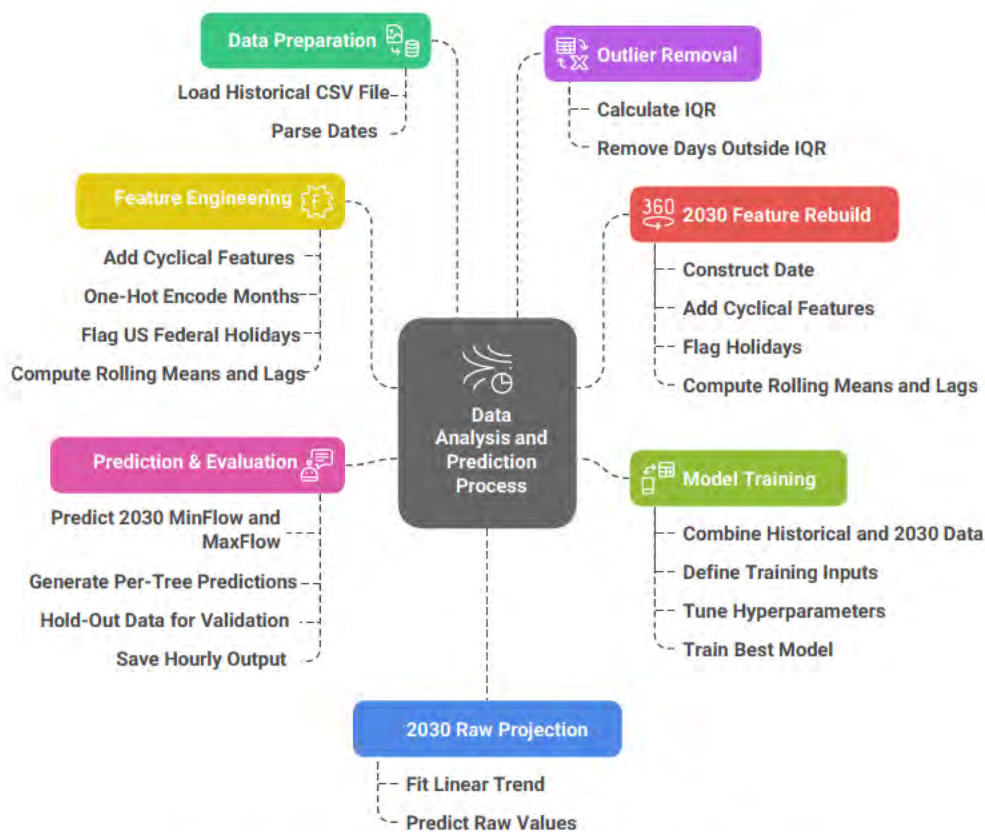 Data Preparation
Load Historical CSV File
Parse Dates
Outlier Removal
Calculate IQR
Remove Days Outside IQR
Feature Engineering
Add Cyclical Features
One-Hot Encode Months
Flag US Federal Holidays
Compute Rolling Means and Lags
360
2030 Feature Rebuild
Construct Date
Add Cyclical Features
Flag Holidays
Compute Rolling Means and Lags
Data
Analysis and
Prediction
Process
Prediction & Evaluation
Predict 2030 MinFlow and
MaxFlow
Generate Per-Tree Predictions
Hold-Out Data for Validation
Save Hourly Output
Model Training
Combine Historical and 2030 Data
Define Training Inputs
Tune Hyperparameters
Train Best Model
2030 Raw Projection
Fit Linear Trend
Predict Raw Values